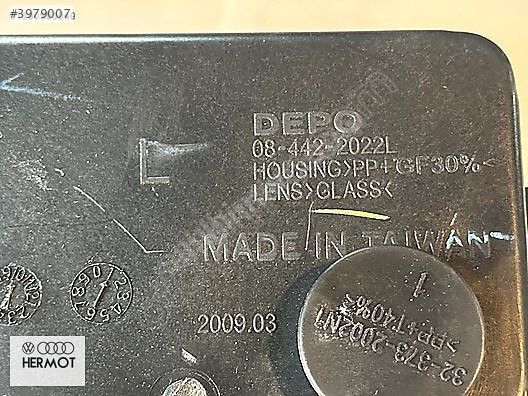 #3979007
DEPO
08-442-2022L
HOUSING>PP+GF30%<
LENS>GLASS<
L
MADE IN TAIWAN
2009.03
1
32-373-2002N1
>PP+T40%<
HERMOT